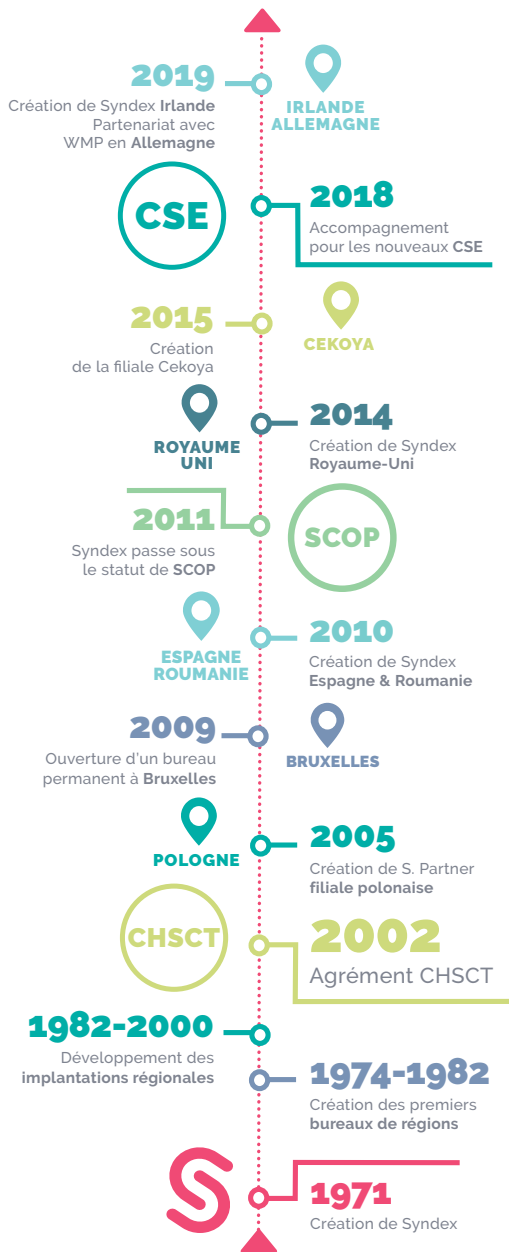 2019
Création de Syndex Irlande
Partenariat avec
WMP en Allemagne
IRLANDE
ALLEMAGNE
CSE
2018
Accompagnement
pour les nouveaux CSE
2015
Création
de la filiale Cekoya
CEKOYA
ROYAUME
UNI
2014
Création de Syndex
Royaume-Uni
2011
Syndex passe sous
le statut de SCOP
SCOP
ESPAGNE
ROUMANIE
2010
Création de Syndex
Espagne & Roumanie
2009
Ouverture d'un bureau
permanent à Bruxelles
BRUXELLES
POLOGNE
2005
Création de S. Partner
filiale polonaise
CHSCT
2002
Agrément CHSCT
1982-2000
Développement des
implantations régionales
1974-1982
Création des premiers
bureaux de régions
S
1971
Création de Syndex